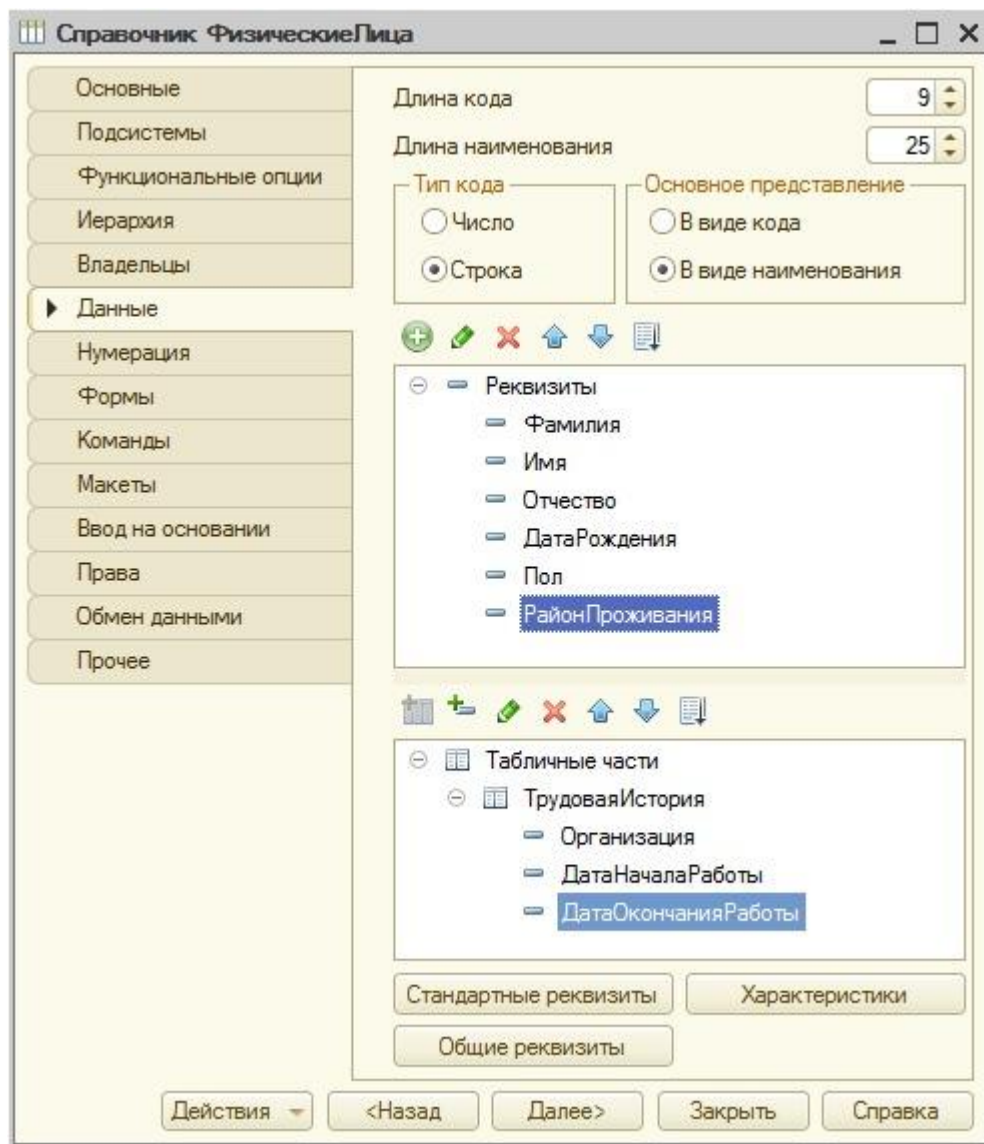 Справочник ФизическиеЛица
Основные
Подсистемы
Функциональные опции
Иерархия
Владельцы
Данные
Нумерация
Формы
Команды
Макеты
Ввод на основании
Права
Обмен данными
Прочее
Длина кода 9
Длина наименования 25
Тип кода
Число
Строка
Основное представление
В виде кода
В виде наименования
Реквизиты
Фамилия
Имя
Отчество
ДатаРождения
Пол
РайонПроживания
Табличные части
ТрудоваяИстория
Организация
ДатаНачалаРаботы
ДатаОкончанияРаботы
Стандартные реквизиты Характеристики
Общие реквизиты
Действия <Назад Далее> Закрыть Справка